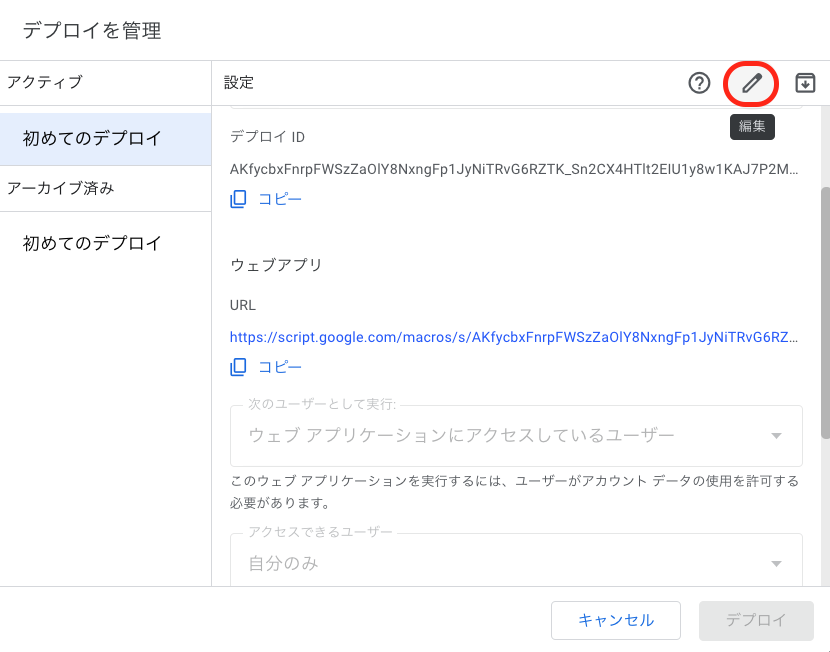 デプロイを管理
アクティブ
設定
編集
初めてのデプロイ
アーカイブ済み
初めてのデプロイ
デプロイ ID
AKfycbxFnrpFWSzZaOlY8NxngFp1JyNiTRvG6RZTK_Sn2CX4HTlt2EIU1y8w1KAJ7P2M...
コピー
ウェブアプリ
URL
https://script.google.com/macros/s/AKfycbxFnrpFWSzZaOlY8NxngFp1JyNiTRvG6RZ...
コピー
次のユーザーとして実行:
ウェブ アプリケーションにアクセスしているユーザー
このウェブ アプリケーションを実行するには、ユーザーがアカウント データの使用を許可する
必要があります。
アクセスできるユーザー
自分のみ
キャンセル
デプロイ